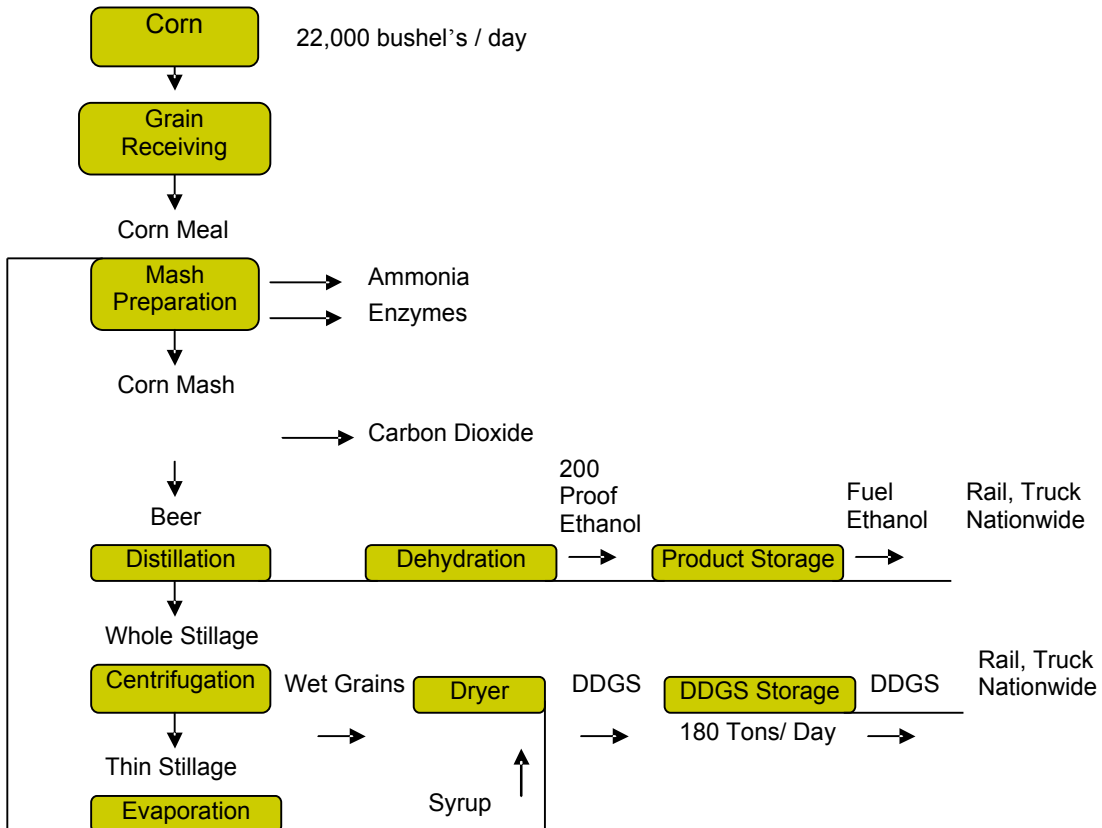 Corn
22,000 bushel’s / day
Grain
Receiving
Corn Meal
Mash
Preparation
Ammonia
Enzymes
Corn Mash
Carbon Dioxide
Beer
200
Proof
Ethanol
Fuel
Ethanol
Rail, Truck
Nationwide
Distillation
Dehydration
Product Storage
Whole Stillage
Centrifugation
Wet Grains
Dryer
DDGS
DDGS Storage
DDGS
Rail, Truck
Nationwide
180 Tons/ Day
Thin Stillage
Syrup
Evaporation